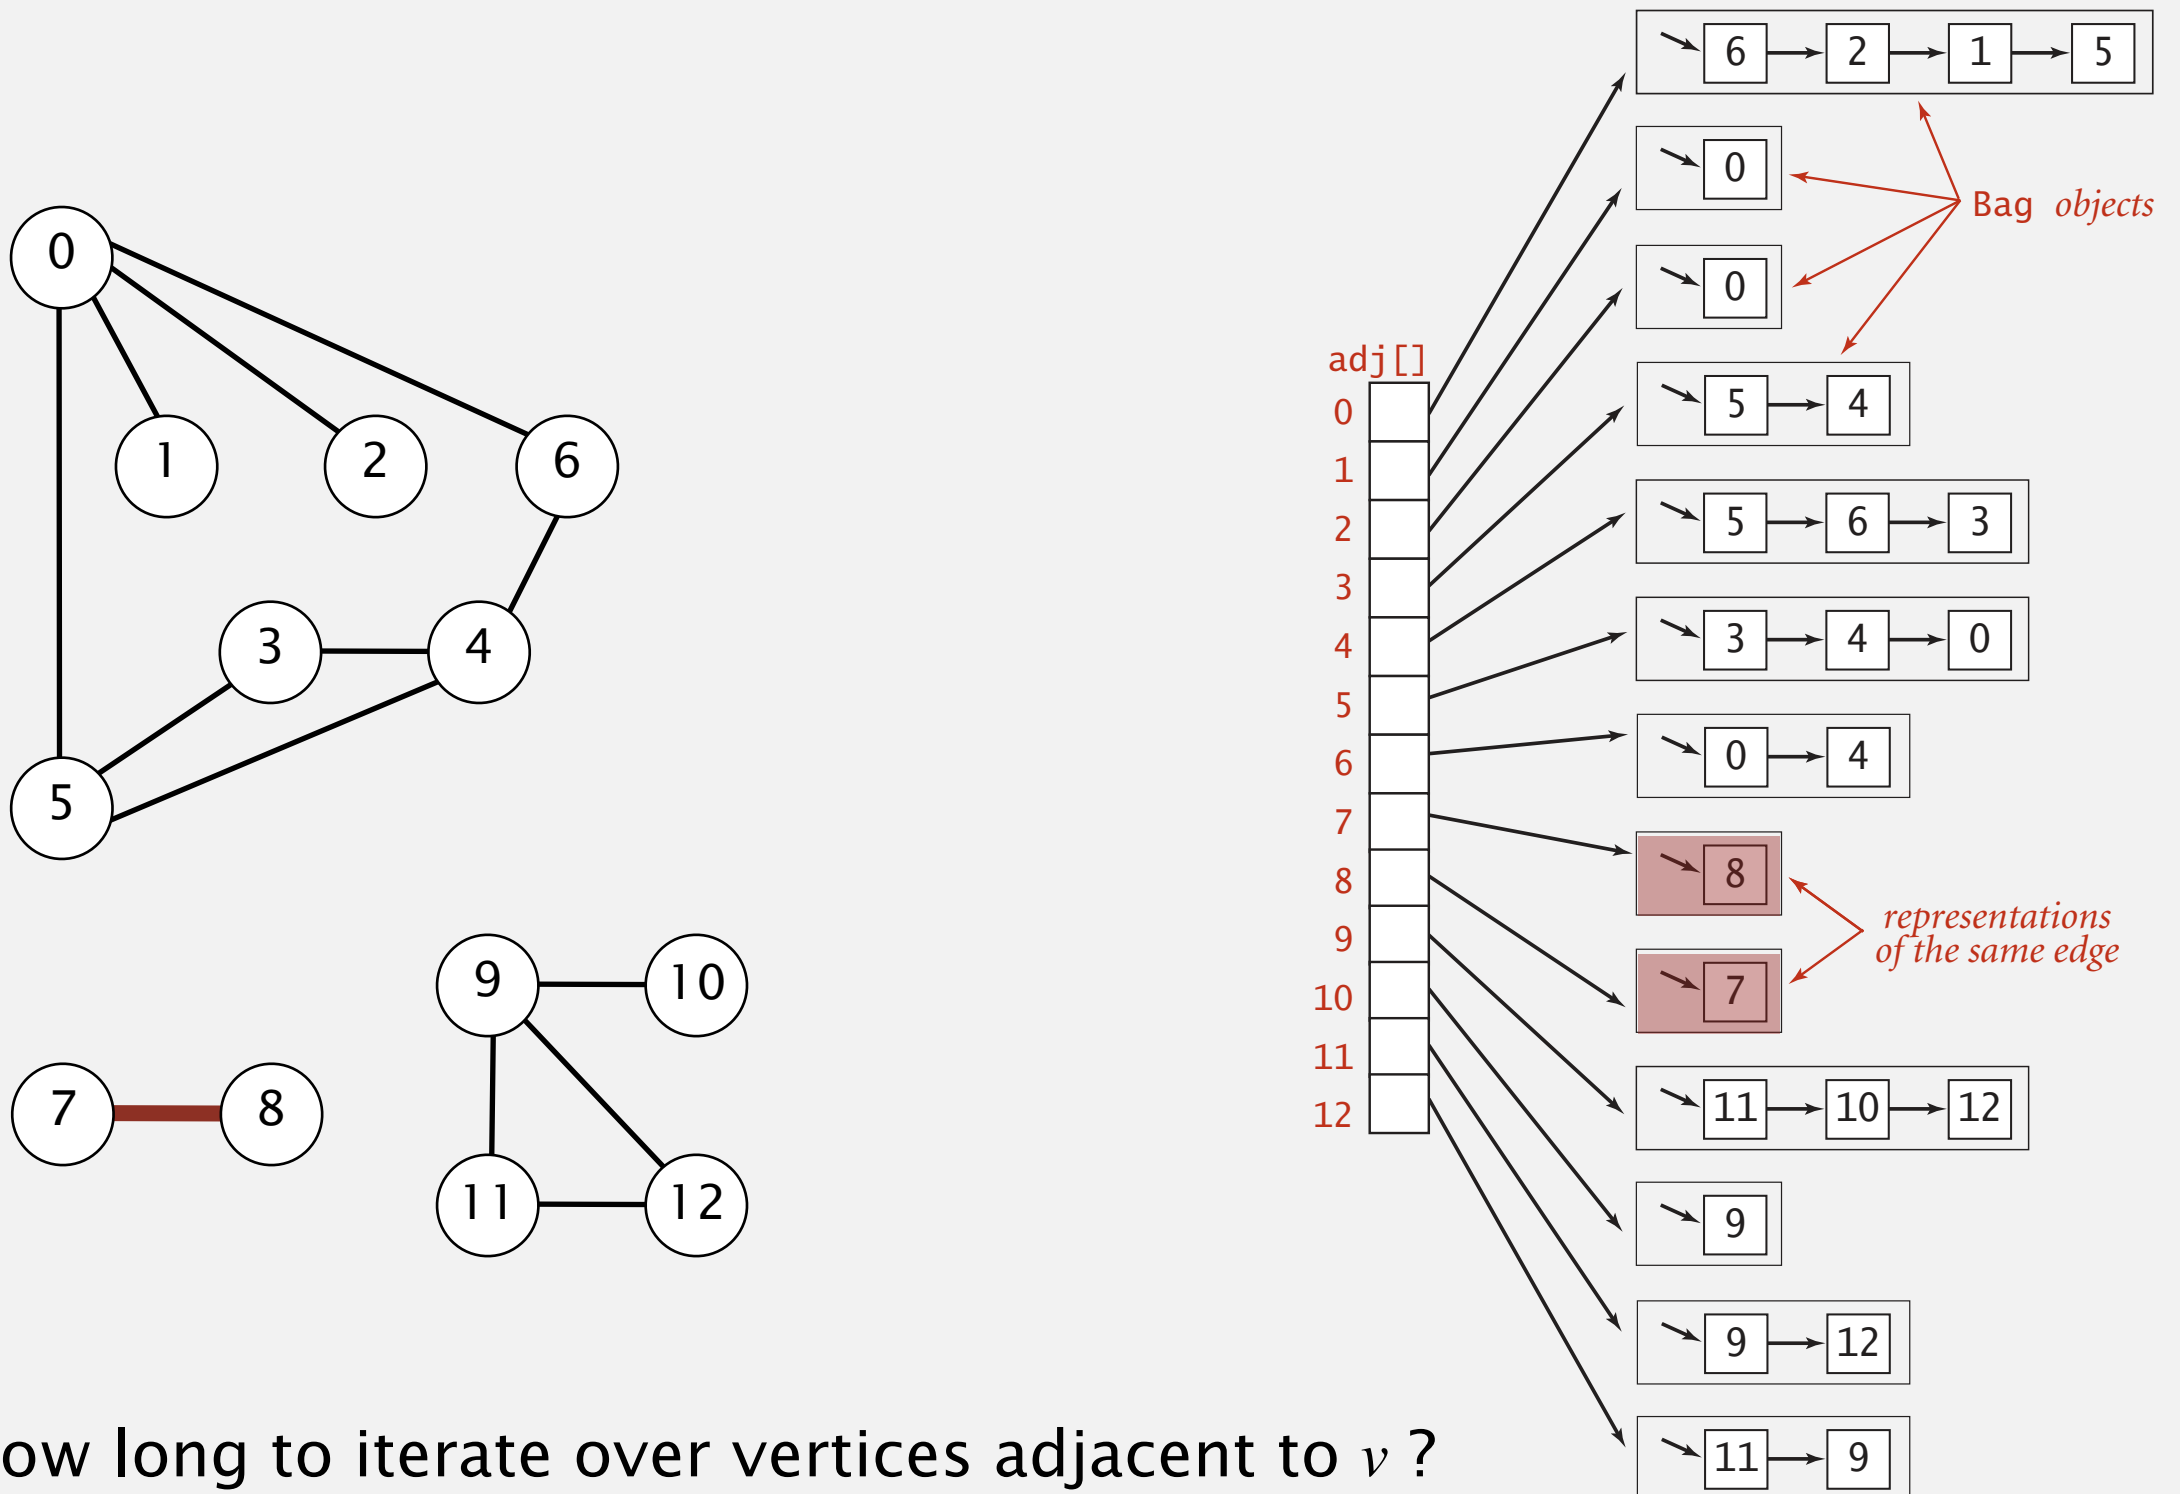 6 2 1 5
0
Bag objects
0
adj[]
5 4
5 6 3
3 4 0
0 4
8
representations
of the same edge
7
11 10 12
9
9 12
11 9
0
1
2
3
4
5
6
7
8
9
10
11
12
0
1 2 6
3 4
5
9 10
7 8
11 12
ow long to iterate over vertices adjacent to v ?